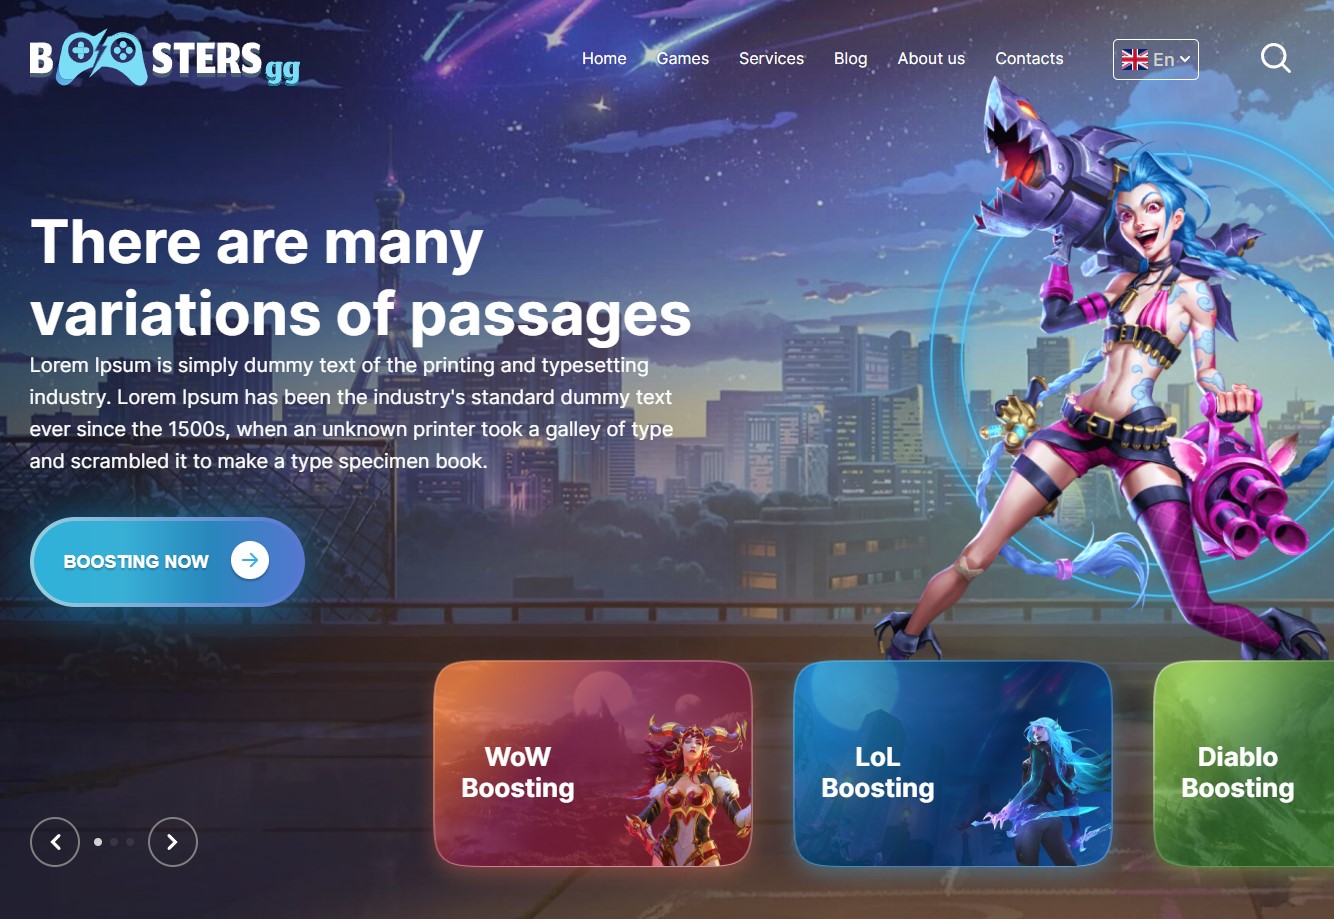 BOOSTERS gg
Home Games Services Blog About us Contacts En
There are many
variations of passages
Lorem Ipsum is simply dummy text of the printing and typesetting
industry. Lorem Ipsum has been the industry's standard dummy text
ever since the 1500s, when an unknown printer took a galley of type
and scrambled it to make a type specimen book.
BOOSTING NOW
WoW
Boosting
LoL
Boosting
Diablo
Boosting